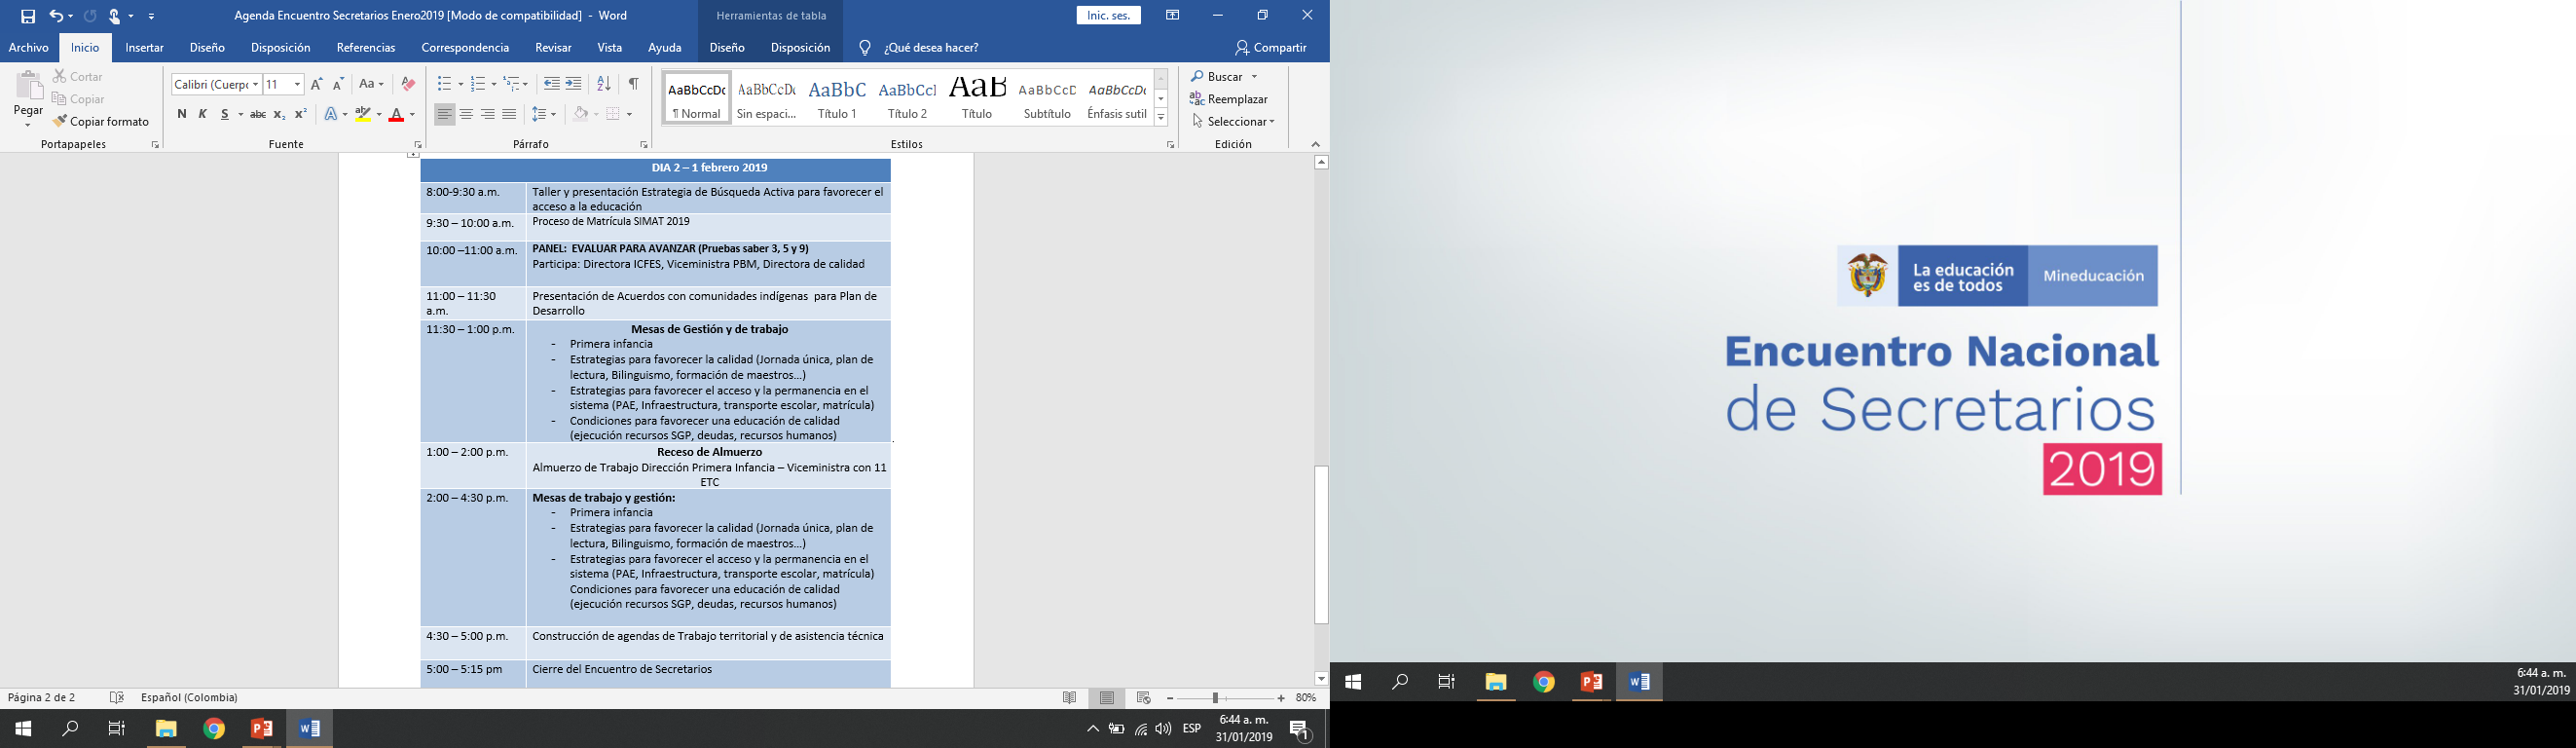 Agenda Encuentro Secretarios Enero2019 [Modo de compatibilidad] - Word
Herramientas de tabla
Inic. ses.
Archivo Inicio Insertar Diseño Disposición Referencias Correspondencia Revisar Vista Ayuda Diseño Disposición ¿Qué desea hacer? Compartir
Pegar
Cortar
Copiar
Copiar formato
Portapapeles
Calibri (Cuerpo 11
Fuente
Párrafo
AaBbCcDc AaBbCcDc AaBbC AaBbCcI AaB AaBbCcD AaBbCcDc
¶ Normal Sin espaci... Título 1 Título 2 Título Subtítulo Énfasis sutil
Estilos
Buscar
Reemplazar
Seleccionar
Edición
DIA 2 – 1 febrero 2019
8:00-9:30 a.m.
Taller y presentación Estrategia de Búsqueda Activa para favorecer el
acceso a la educación
9:30 – 10:00 a.m.
Proceso de Matrícula SIMAT 2019
10:00 –11:00 a.m.
PANEL: EVALUAR PARA AVANZAR (Pruebas saber 3, 5 y 9)
Participa: Directora ICFES, Viceministra PBM, Directora de calidad
11:00 – 11:30
a.m.
Presentación de Acuerdos con comunidades indígenas para Plan de
Desarrollo
11:30 – 1:00 p.m.
Mesas de Gestión y de trabajo
- Primera infancia
- Estrategias para favorecer la calidad (Jornada única, plan de
lectura, Bilinguismo, formación de maestros...)
- Estrategias para favorecer el acceso y la permanencia en el
sistema (PAE, Infraestructura, transporte escolar, matrícula)
- Condiciones para favorecer una educación de calidad
(ejecución recursos SGP, deudas, recursos humanos)
1:00 – 2:00 p.m.
Receso de Almuerzo
Almuerzo de Trabajo Dirección Primera Infancia – Viceministra con 11
ETC
2:00 – 4:30 p.m.
Mesas de trabajo y gestión:
- Primera infancia
- Estrategias para favorecer la calidad (Jornada única, plan de
lectura, Bilinguismo, formación de maestros...)
- Estrategias para favorecer el acceso y la permanencia en el
sistema (PAE, Infraestructura, transporte escolar, matrícula)
Condiciones para favorecer una educación de calidad
(ejecución recursos SGP, deudas, recursos humanos)
4:30 – 5:00 p.m.
Construcción de agendas de Trabajo territorial y de asistencia técnica
5:00 – 5:15 pm
Cierre del Encuentro de Secretarios
Página 2 de 2 Español (Colombia) 80%
ESP
6:44 a. m.
31/01/2019
La educación
es de todos
Mineducación
Encuentro Nacional
de Secretarios
2019
6:44 a. m.
31/01/2019